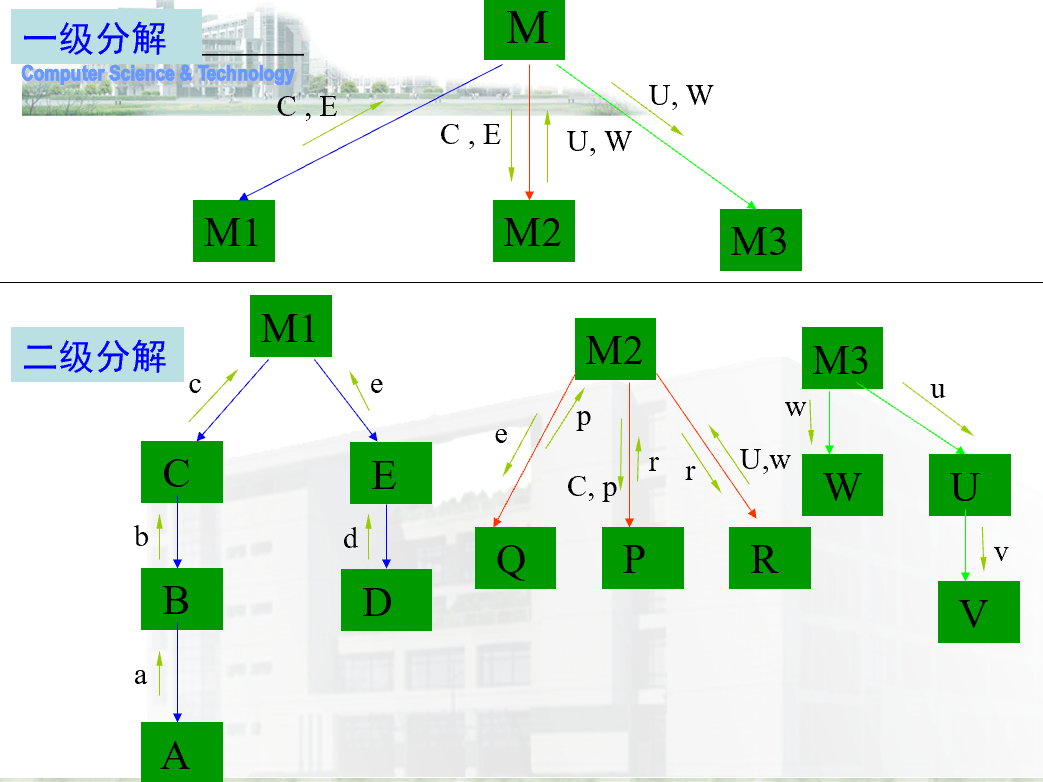 一级分解
Computer Science & Technology
M
C , E
C , E
U, W
U, W
M1
M2
M3
二级分解
M1
M2
M3
c
e
e
p
C, p
r
r
U,w
w
u
C
E
W
U
b
d
Q
P
R
v
B
D
V
a
A